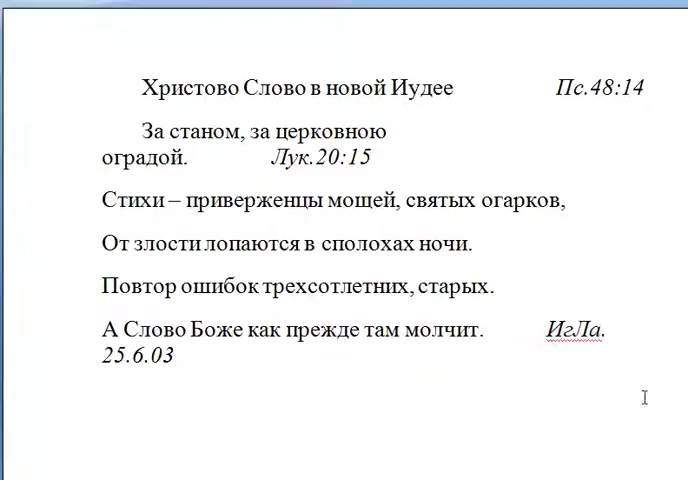 Христово Слово в новой Иудее Пс.48:14
За станом, за церковною
оградой. Лук.20:15
Стихи – приверженцы мощей, святых огарков,
От злости лопаются в сполохах ночи.
Повтор ошибок трехсотлетних, старых.
А Слово Боже как прежде там молчит. ИгЛа.
25.6.03